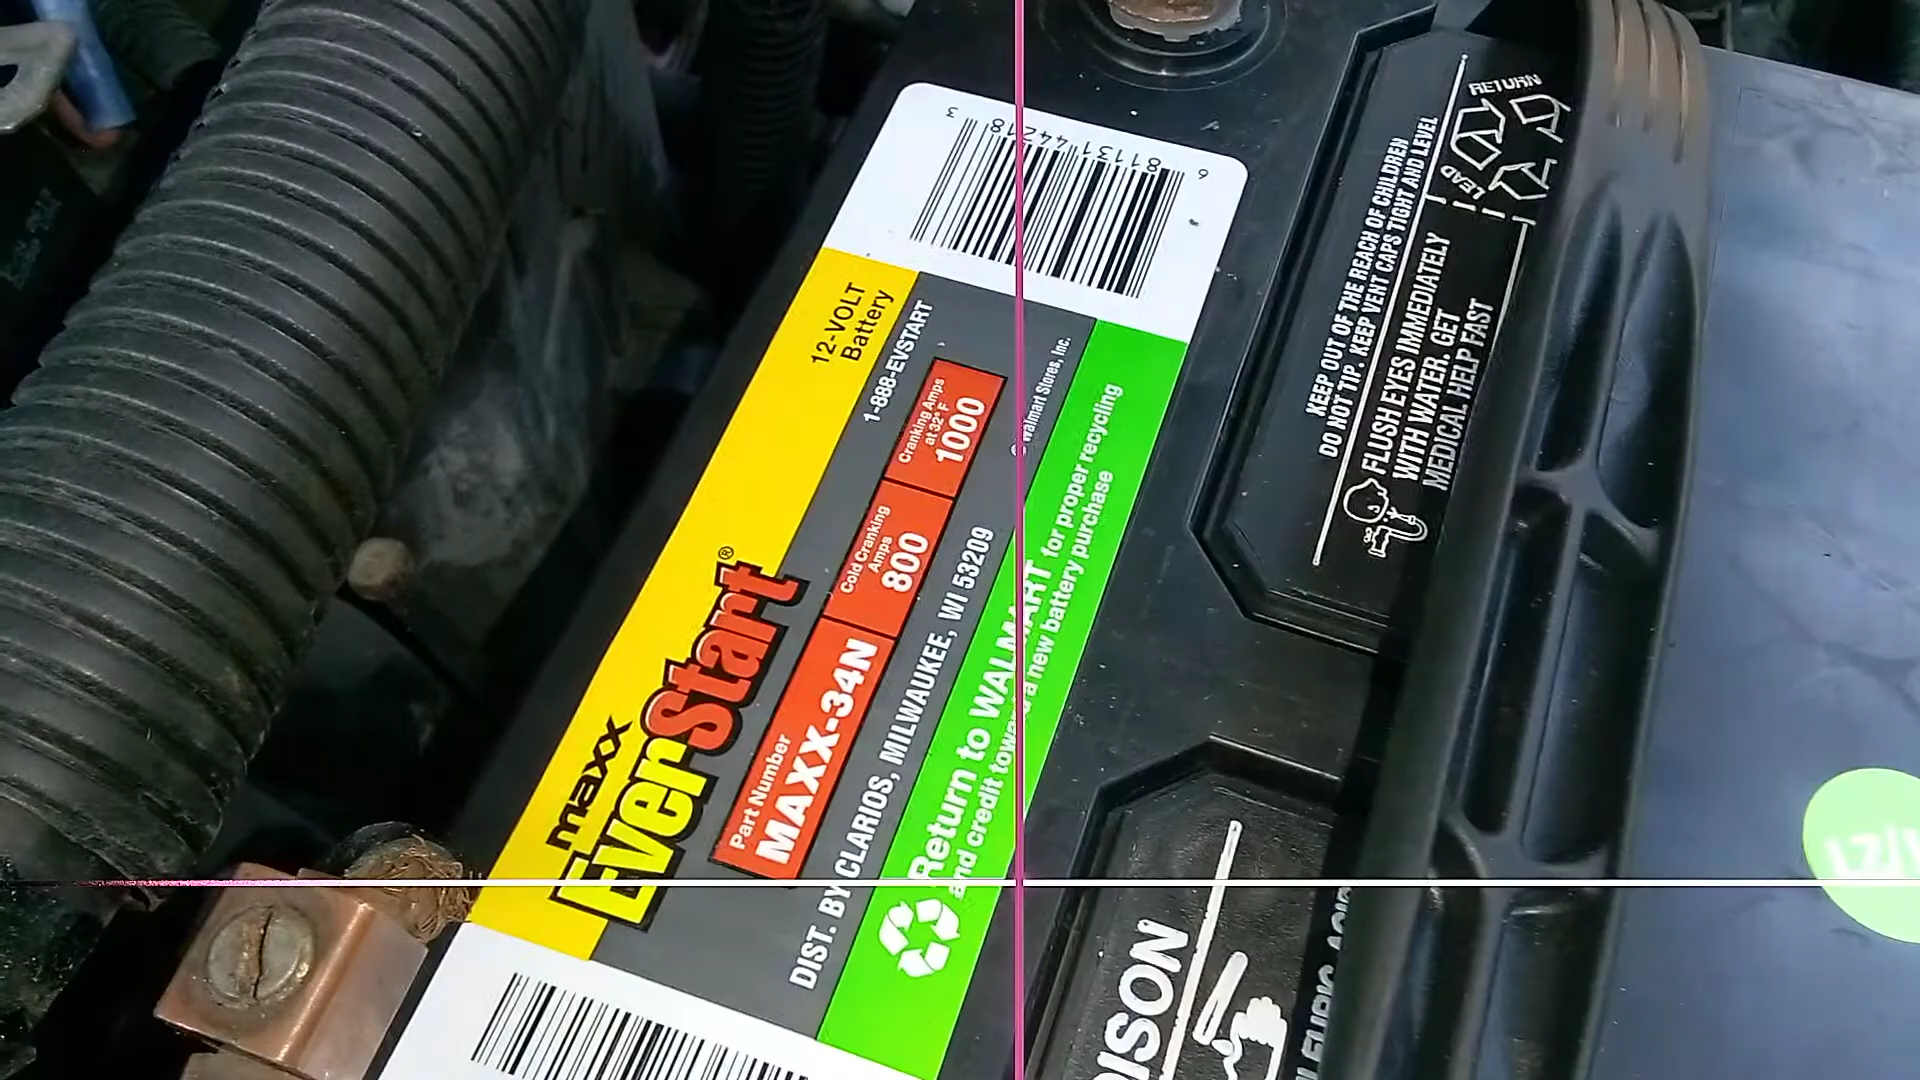 3
81131 44218
6
12-VOLT
Battery
1-888-EVSTART
maxx
EverStart®
Part Number
MAXX-34N
Cold Cranking
Amps
800
Cranking Amps
at 32° F
1000
DIST. BY CLARIOS, MILWAUKEE, WI 53209
© Walmart Stores, Inc.
Return to WALMART for proper recycling
and credit toward a new battery purchase
KEEP OUT OF THE REACH OF CHILDREN
DO NOT TIP. KEEP VENT CAPS TIGHT AND LEVEL
FLUSH EYES IMMEDIATELY
WITH WATER. GET
MEDICAL HELP FAST
RETURN
LEAD